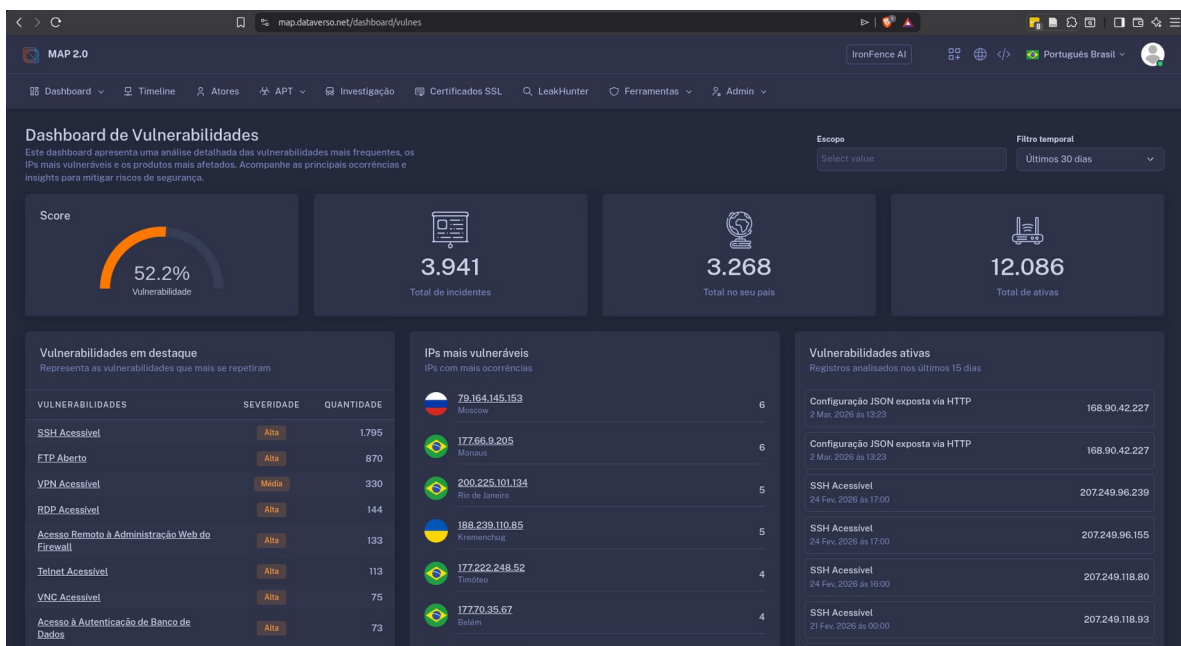 map.dataverso.net/dashboard/vulnes
MAP 2.0
IronFence AI
Português Brasil
Dashboard
Timeline
Atores
APT
Investigação
Certificados SSL
LeakHunter
Ferramentas
Admin
Dashboard de Vulnerabilidades
Este dashboard apresenta uma análise detalhada das vulnerabilidades mais frequentes, os
IPs mais vulneráveis e os produtos mais afetados. Acompanhe as principais ocorrências e
insights para mitigar riscos de segurança.
Escopo
Select value
Filtro temporal
Últimos 30 dias
Score
52.2%
Vulnerabilidade
3.941
Total de incidentes
3.268
Total no seu país
12.086
Total de ativas
Vulnerabilidades em destaque
Representa as vulnerabilidades que mais se repetiram
VULNERABILIDADES SEVERIDADE QUANTIDADE
SSH Acessível Alta 1.795
FTP Aberto Alta 870
VPN Acessível Média 330
RDP Acessível Alta 144
Acesso Remoto à Administração Web do
Firewall Alta 133
Telnet Acessível Alta 113
VNC Acessível Alta 75
Acesso à Autenticação de Banco de
Dados Alta 73
IPs mais vulneráveis
IPs com mais ocorrências
79.164.145.153 6
Moscow
177.66.9.205 6
Manaus
200.225.101.134 5
Rio de Janeiro
188.239.110.85 5
Kremenchug
177.222.248.52 4
Timóteo
177.70.35.67 4
Belém
Vulnerabilidades ativas
Registros analisados nos últimos 15 dias
Configuração JSON exposta via HTTP 168.90.42.227
2 Mar, 2026 ás 13:23
Configuração JSON exposta via HTTP 168.90.42.227
2 Mar, 2026 ás 13:23
SSH Acessível 207.249.96.239
24 Fev, 2026 ás 17:00
SSH Acessível 207.249.96.155
24 Fev, 2026 ás 17:00
SSH Acessível 207.249.118.80
24 Fev, 2026 ás 16:00
SSH Acessível 207.249.118.93
21 Fev, 2026 ás 00:00